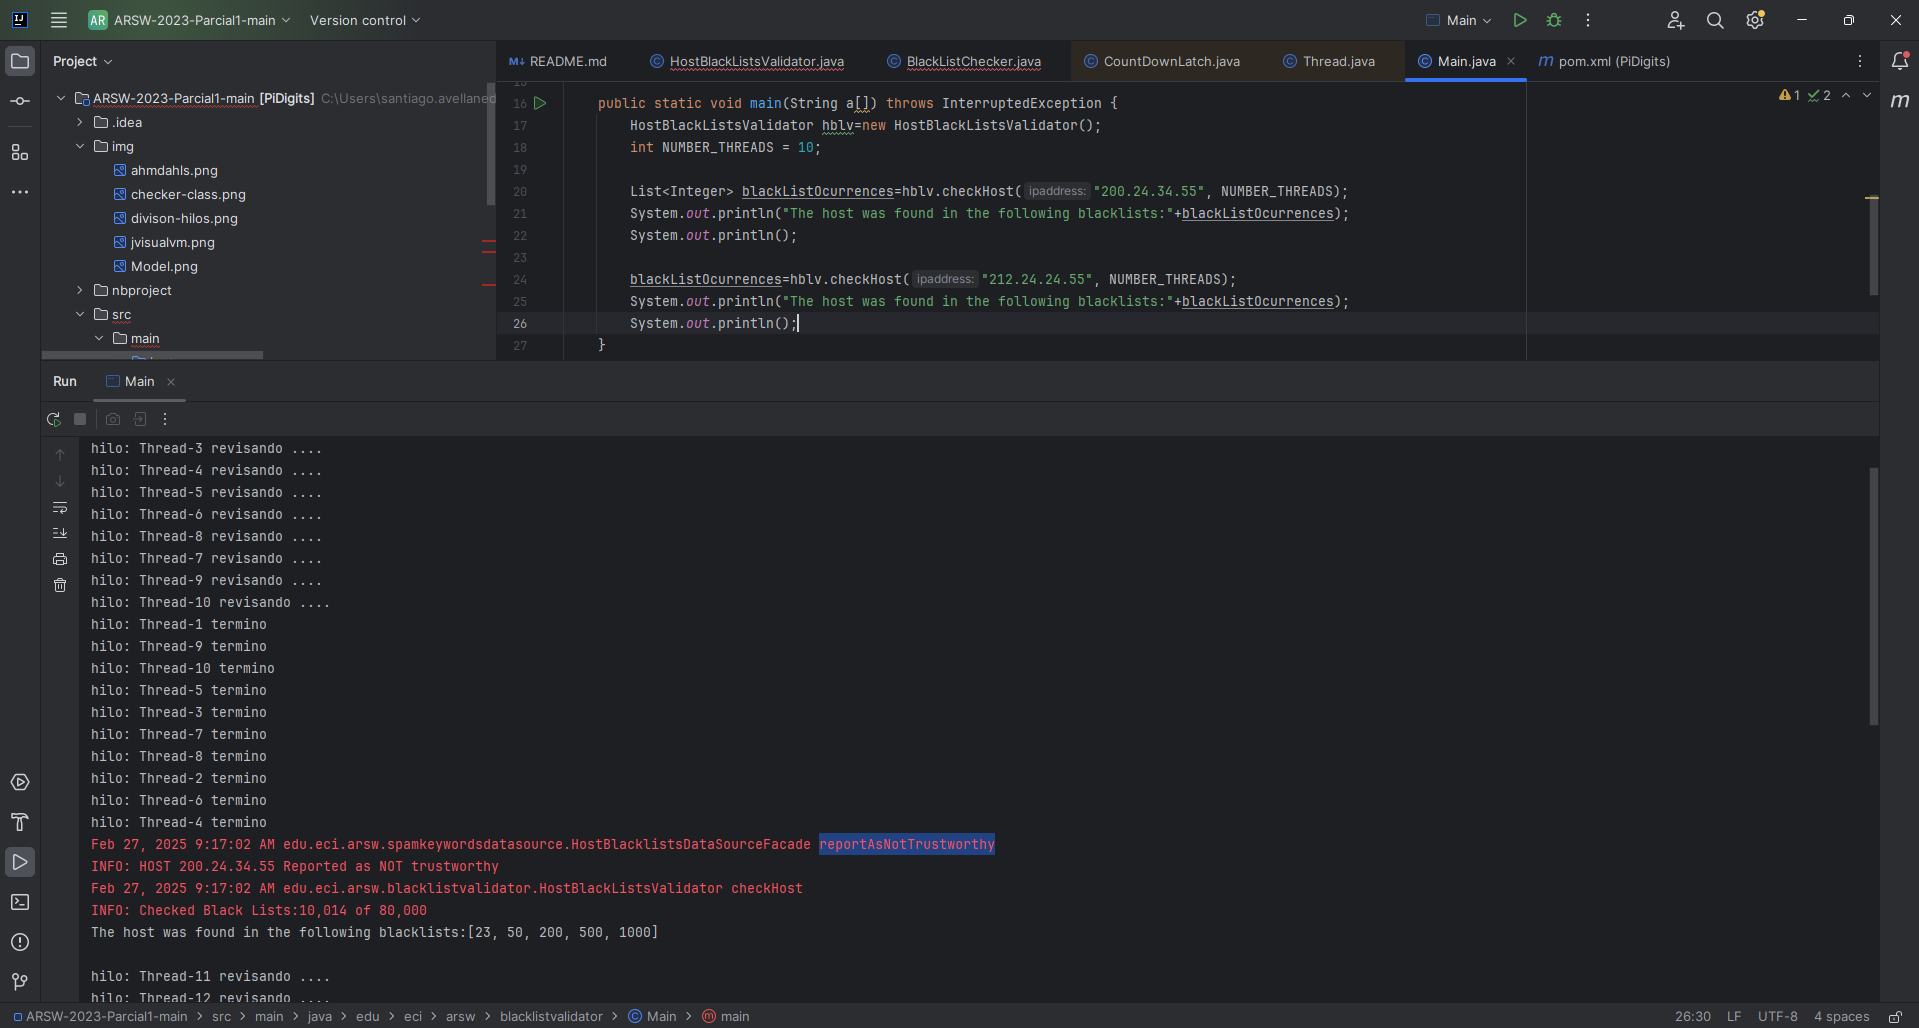 AR ARSW-2023-Parcial1-main Version control Main
Project
README.md HostBlackListsValidator.java BlackListChecker.java CountDownLatch.java Thread.java Main.java pom.xml (PiDigits)
ARSW-2023-Parcial1-main [PiDigits] C:\Users\santiago.avellaned
.idea
img
ahmdahls.png
checker-class.png
divison-hilos.png
jvisualvm.png
Model.png
nbproject
src
main
1 2
16 public static void main(String a[]) throws InterruptedException {
17 HostBlackListsValidator hblv=new HostBlackListsValidator();
18 int NUMBER_THREADS = 10;
19
20 List<Integer> blackListOcurrences=hblv.checkHost( ipaddress: "200.24.34.55", NUMBER_THREADS);
21 System.out.println("The host was found in the following blacklists:"+blackListOcurrences);
22 System.out.println();
23
24 blackListOcurrences=hblv.checkHost( ipaddress: "212.24.24.55", NUMBER_THREADS);
25 System.out.println("The host was found in the following blacklists:"+blackListOcurrences);
26 System.out.println();
27 }
Run Main
hilo: Thread-3 revisando ....
hilo: Thread-4 revisando ....
hilo: Thread-5 revisando ....
hilo: Thread-6 revisando ....
hilo: Thread-8 revisando ....
hilo: Thread-7 revisando ....
hilo: Thread-9 revisando ....
hilo: Thread-10 revisando ....
hilo: Thread-1 termino
hilo: Thread-9 termino
hilo: Thread-10 termino
hilo: Thread-5 termino
hilo: Thread-3 termino
hilo: Thread-7 termino
hilo: Thread-8 termino
hilo: Thread-2 termino
hilo: Thread-6 termino
hilo: Thread-4 termino
Feb 27, 2025 9:17:02 AM edu.eci.arsw.spamkeywordsdatasource.HostBlacklistsDataSourceFacade reportAsNotTrustworthy
INFO: HOST 200.24.34.55 Reported as NOT trustworthy
Feb 27, 2025 9:17:02 AM edu.eci.arsw.blacklistvalidator.HostBlackListsValidator checkHost
INFO: Checked Black Lists:10,014 of 80,000
The host was found in the following blacklists:[23, 50, 200, 500, 1000]
hilo: Thread-11 revisando ....
hilo: Thread-12 revisando ....
ARSW-2023-Parcial1-main > src > main > java > edu > eci > arsw > blacklistvalidator > Main > main 26:30 LF UTF-8 4 spaces